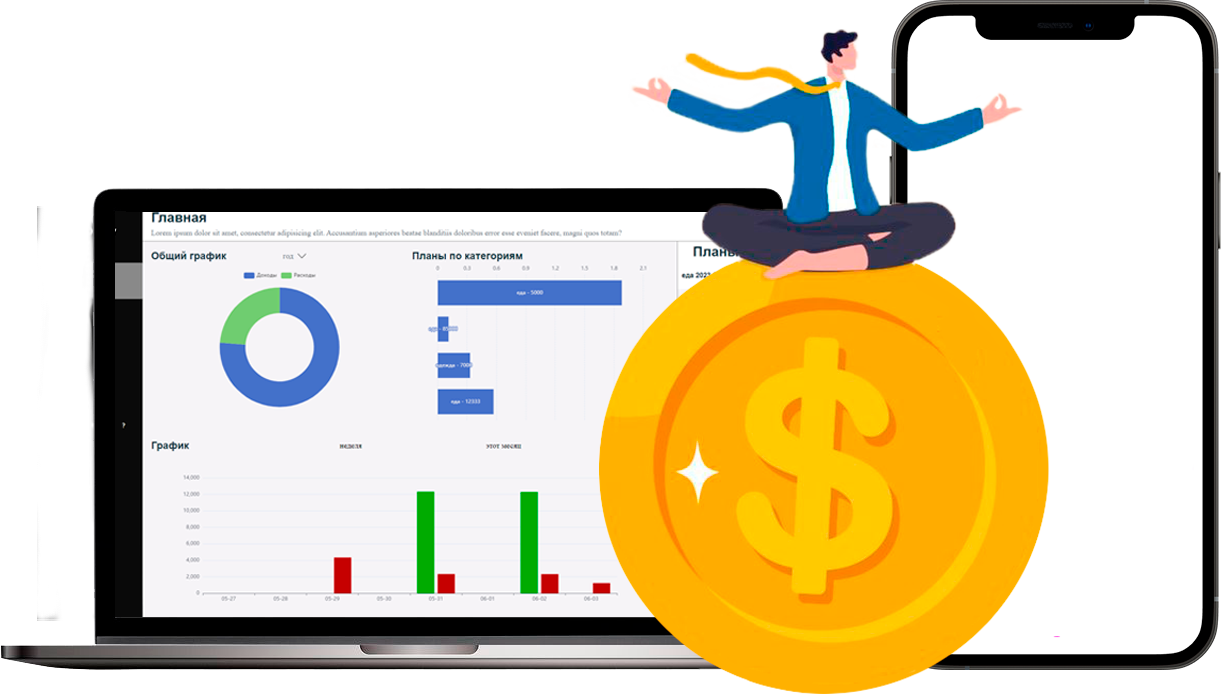 Главная
Lorem ipsum dolor sit amet, consectetur adipisicing elit. Accusantium asperiores beatae blanditiis doloribus error esse eveniet facere, magni quos totam?
Общий график
год
Планы по категориям
Планы
еда 2023
Доходы
Расходы
0 0.3 0.6 0.9 1.2 1.5 1.8 2.1
еда - 5000
одежда - 7000
еда - 12333
График
неделя
этот месяц
14,000
12,000
10,000
8,000
6,000
4,000
2,000
0
05-27 05-28 05-29 05-30 05-31 06-01 06-02 06-03
$